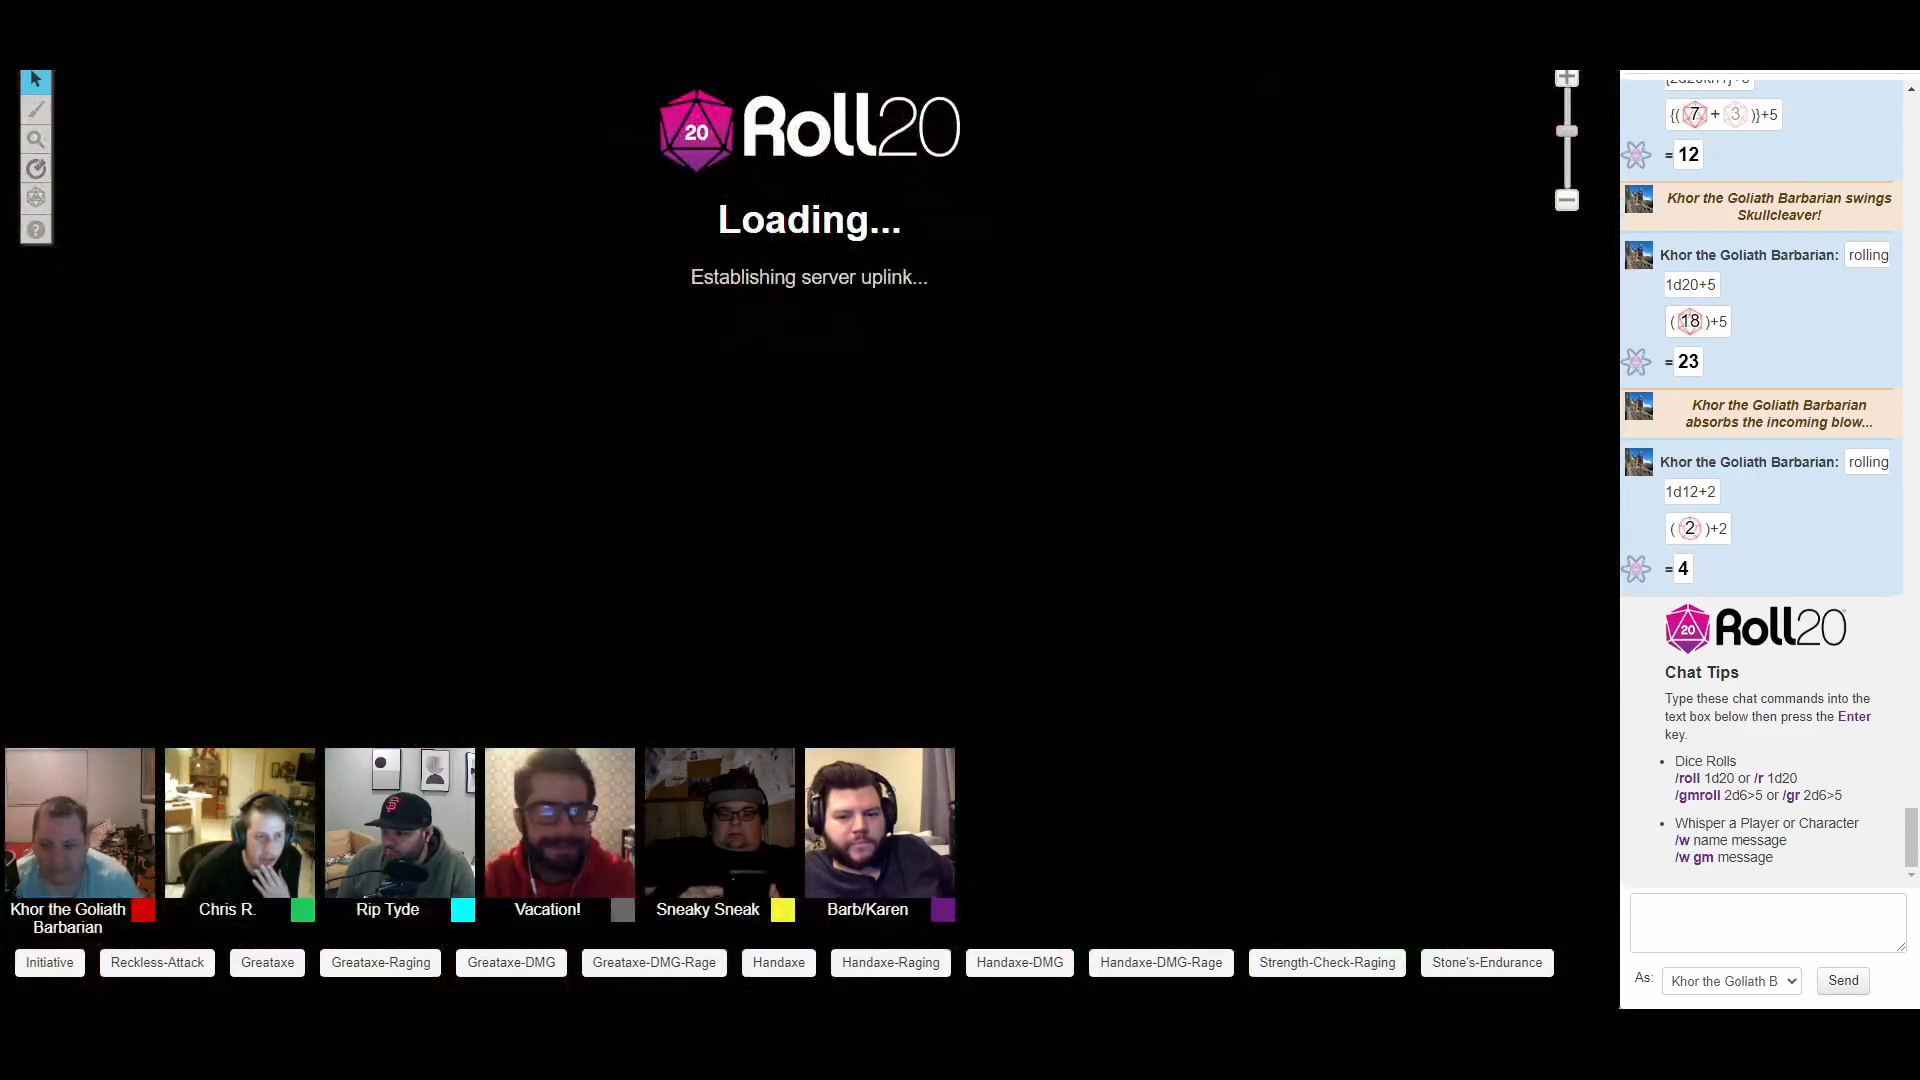 20 Roll20
Loading...
Establishing server uplink...
{( 7 + 3 )}+5
= 12
Khor the Goliath Barbarian swings
Skullcleaver!
Khor the Goliath Barbarian: rolling
1d20+5
( 18 )+5
= 23
Khor the Goliath Barbarian
absorbs the incoming blow...
Khor the Goliath Barbarian: rolling
1d12+2
( 2 )+2
= 4
20 Roll20
Chat Tips
Type these chat commands into the
text box below then press the Enter
key.
• Dice Rolls
/roll 1d20 or /r 1d20
/gmroll 2d6>5 or /gr 2d6>5
• Whisper a Player or Character
/w name message
/w gm message
As: Khor the Goliath B Send
Khor the Goliath
Barbarian
Chris R.
Rip Tyde
Vacation!
Sneaky Sneak
Barb/Karen
Initiative Reckless-Attack Greataxe Greataxe-Raging Greataxe-DMG Greataxe-DMG-Rage Handaxe Handaxe-Raging Handaxe-DMG Handaxe-DMG-Rage Strength-Check-Raging Stone's-Endurance